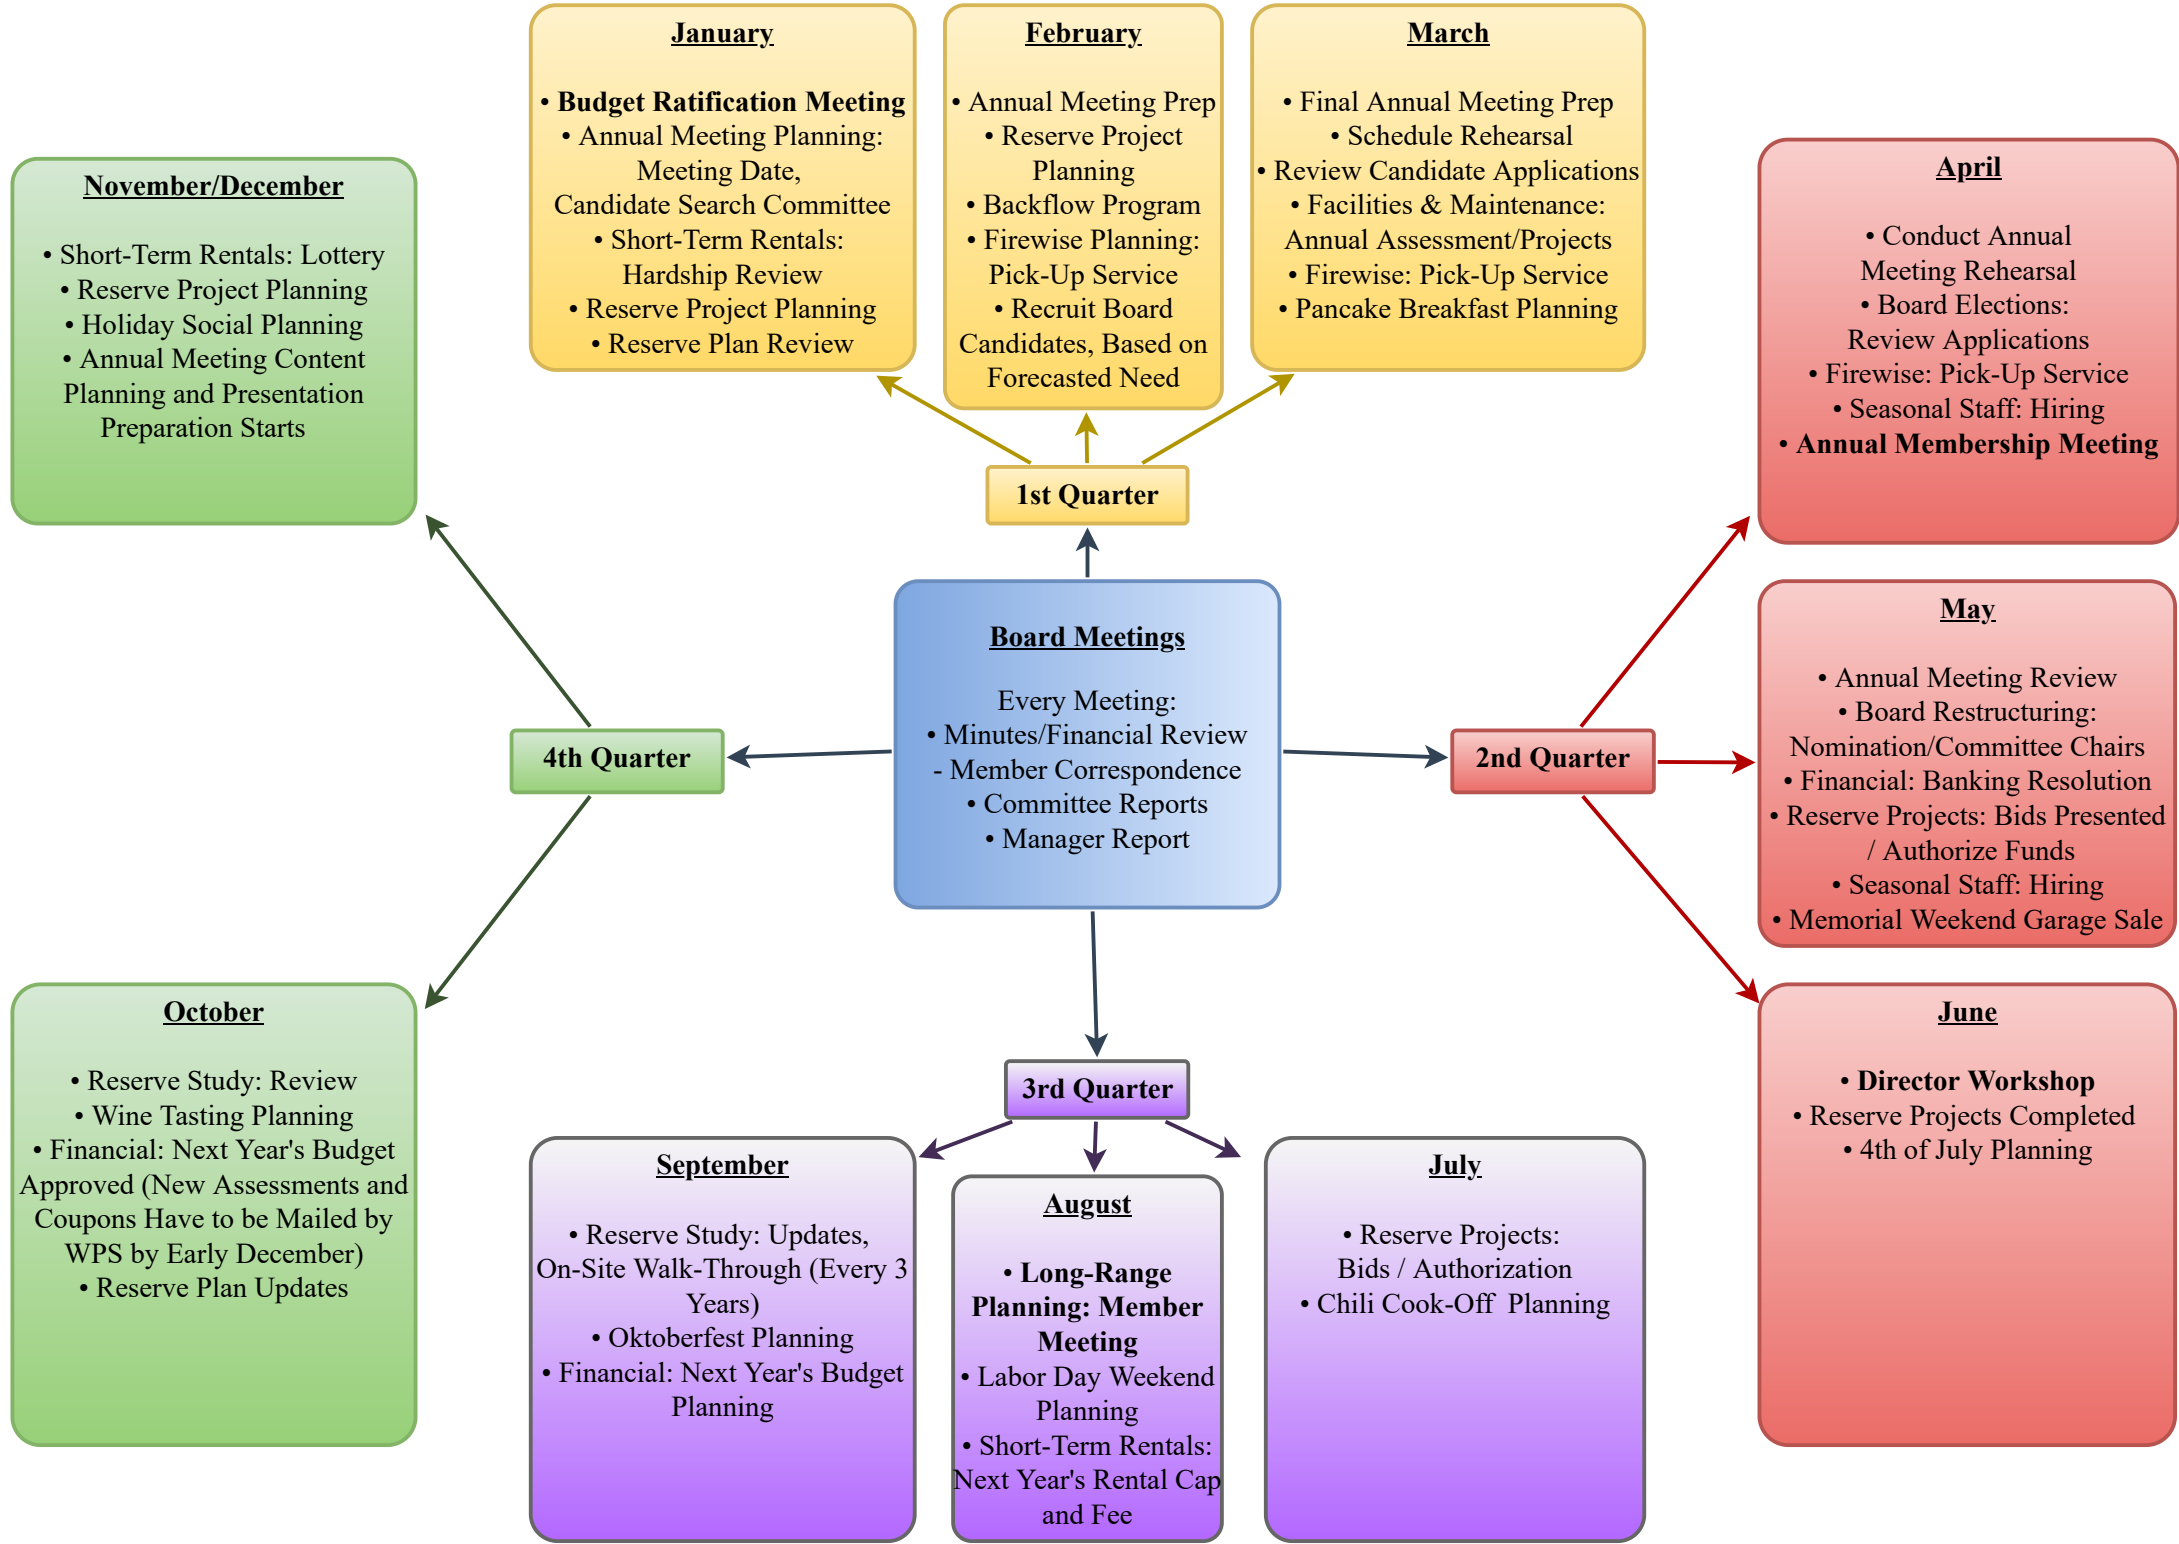 January
• Budget Ratification Meeting
• Annual Meeting Planning:
Meeting Date,
Candidate Search Committee
• Short-Term Rentals:
Hardship Review
• Reserve Project Planning
• Reserve Plan Review
February
• Annual Meeting Prep
• Reserve Project
Planning
• Backflow Program
• Firewise Planning:
Pick-Up Service
• Recruit Board
Candidates, Based on
Forecasted Need
March
• Final Annual Meeting Prep
• Schedule Rehearsal
• Review Candidate Applications
• Facilities & Maintenance:
Annual Assessment/Projects
• Firewise: Pick-Up Service
• Pancake Breakfast Planning
1st Quarter
April
• Conduct Annual
Meeting Rehearsal
• Board Elections:
Review Applications
• Firewise: Pick-Up Service
• Seasonal Staff: Hiring
• Annual Membership Meeting
May
• Annual Meeting Review
• Board Restructuring:
Nomination/Committee Chairs
• Financial: Banking Resolution
• Reserve Projects: Bids Presented
/ Authorize Funds
• Seasonal Staff: Hiring
• Memorial Weekend Garage Sale
June
• Director Workshop
• Reserve Projects Completed
• 4th of July Planning
2nd Quarter
Board Meetings
Every Meeting:
• Minutes/Financial Review
- Member Correspondence
• Committee Reports
• Manager Report
3rd Quarter
July
• Reserve Projects:
Bids / Authorization
• Chili Cook-Off  Planning
August
• Long-Range
Planning: Member
Meeting
• Labor Day Weekend
Planning
• Short-Term Rentals:
Next Year's Rental Cap
and Fee
September
• Reserve Study: Updates,
On-Site Walk-Through (Every 3
Years)
• Oktoberfest Planning
• Financial: Next Year's Budget
Planning
4th Quarter
October
• Reserve Study: Review
• Wine Tasting Planning
• Financial: Next Year's Budget
Approved (New Assessments and
Coupons Have to be Mailed by
WPS by Early December)
• Reserve Plan Updates
November/December
• Short-Term Rentals: Lottery
• Reserve Project Planning
• Holiday Social Planning
• Annual Meeting Content
Planning and Presentation
Preparation Starts